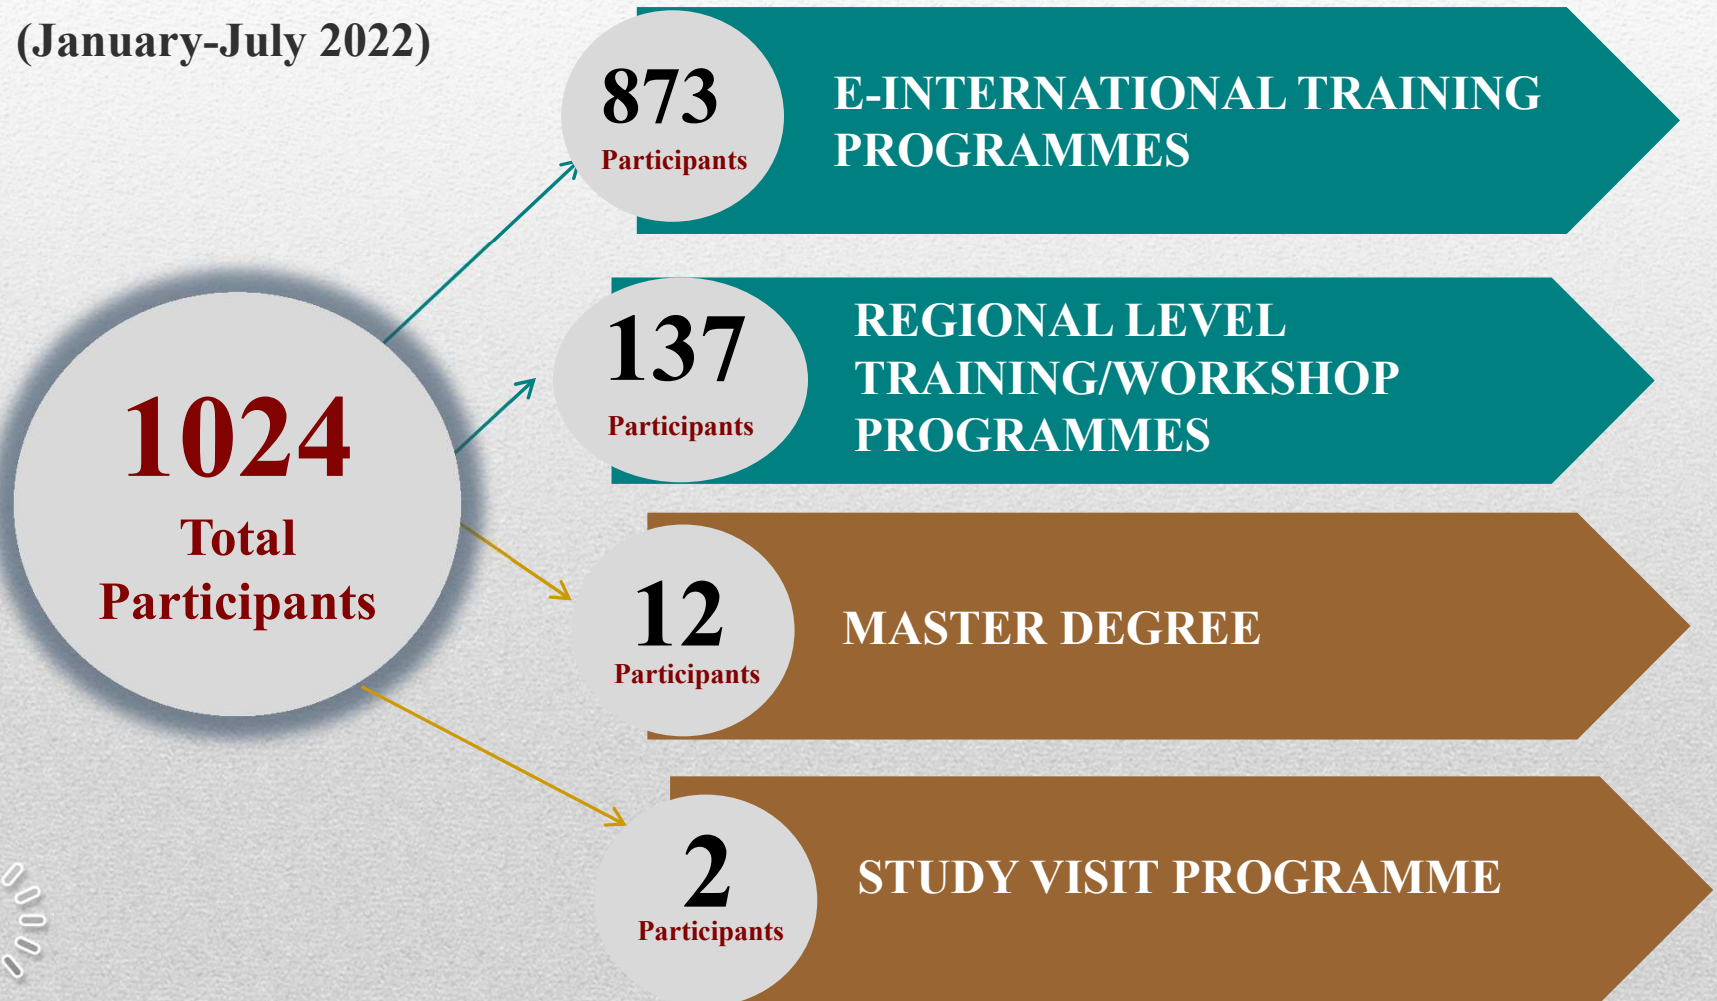 (January-July 2022)
1024
Total
Participants
873
Participants
E-INTERNATIONAL TRAINING
PROGRAMMES
137
Participants
REGIONAL LEVEL
TRAINING/WORKSHOP
PROGRAMMES
12
Participants
MASTER DEGREE
2
Participants
STUDY VISIT PROGRAMME